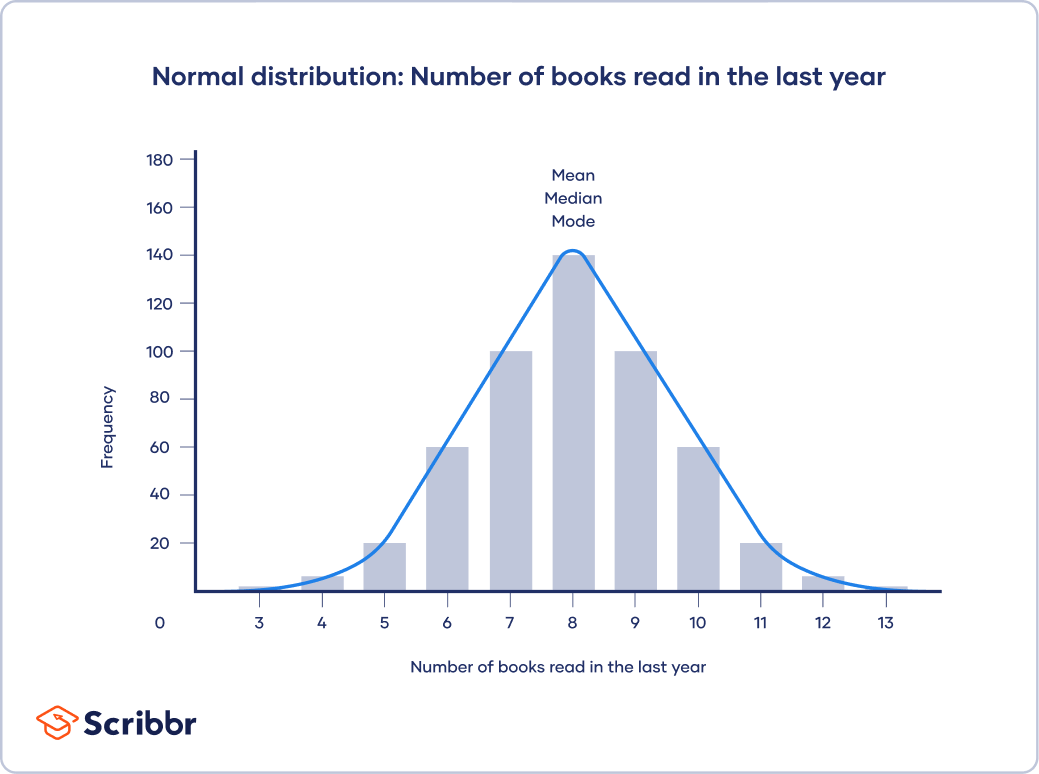 Normal distribution: Number of books read in the last year
180
160
140
120
100
80
60
40
20
Mean
Median
Mode
Frequency
0 3 4 5 6 7 8 9 10 11 12 13
Number of books read in the last year
Scribbr